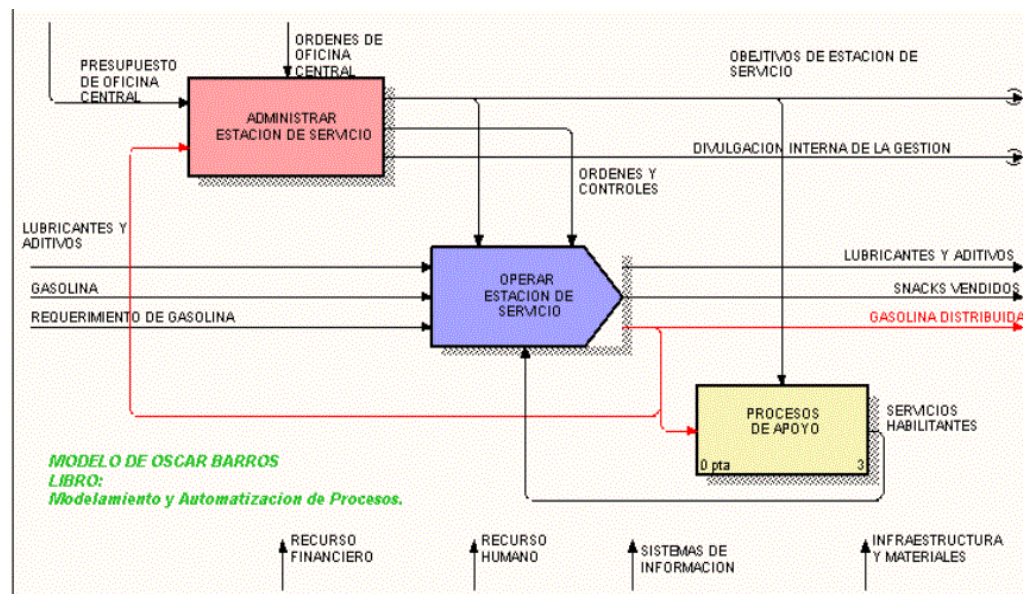 ORDENES DE
OFICINA
CENTRAL
PRESUPUESTO
DE OFICINA
CENTRAL
OBEJTIVOS DE ESTACION DE
SERVICIO
ADMINISTRAR
ESTACION DE SERVICIO
DIVULGACION INTERNA DE LA GESTION
ORDENES Y
CONTROLES
LUBRICANTES Y
ADITIVOS
GASOLINA
REQUERIMIENTO DE GASOLINA
OPERAR
ESTACION DE
SERVICIO
LUBRICANTES Y ADITIVOS
SNACKS VENDIDOS
GASOLINA DISTRIBUIDA
PROCESOS
DE APOYO
0 pta
3
SERVICIOS
HABILITANTES
MODELO DE OSCAR BARROS
LIBRO:
Modelamiento y Automatizacion de Procesos.
RECURSO
FINANCIERO
RECURSO
HUMANO
SISTEMAS DE
INFORMACION
INFRAESTRUCTURA
Y MATERIALES